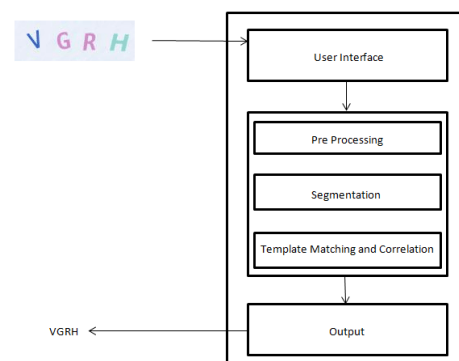 V G R H
User Interface
Pre Processing
Segmentation
Template Matching and Correlation
VGRH
Output